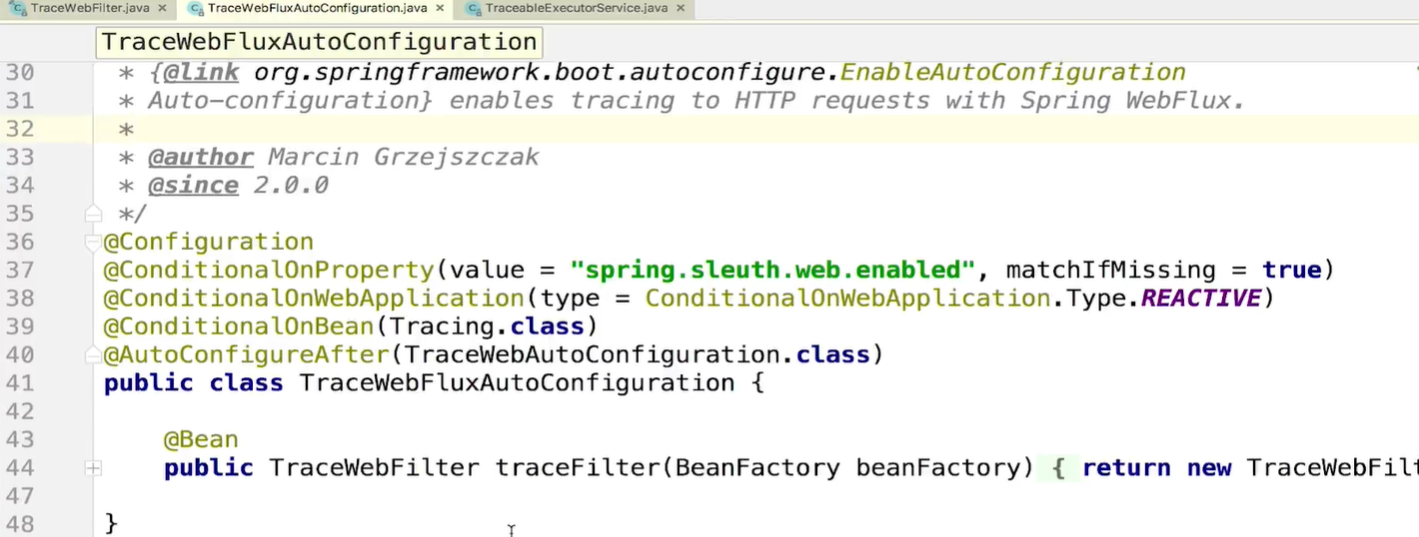 TraceWebFilter.java × TraceWebFluxAutoConfiguration.java × TraceableExecutorService.java ×
TraceWebFluxAutoConfiguration
30 * {@link org.springframework.boot.autoconfigure.EnableAutoConfiguration
31 * Auto-configuration} enables tracing to HTTP requests with Spring WebFlux.
32 *
33 * @author Marcin Grzejszczak
34 * @since 2.0.0
35 */
36 @Configuration
37 @ConditionalOnProperty(value = "spring.sleuth.web.enabled", matchIfMissing = true)
38 @ConditionalOnWebApplication(type = ConditionalOnWebApplication.Type.REACTIVE)
39 @ConditionalOnBean(Tracing.class)
40 @AutoConfigureAfter(TraceWebAutoConfiguration.class)
41 public class TraceWebFluxAutoConfiguration {
42
43 @Bean
44 public TraceWebFilter traceFilter(BeanFactory beanFactory) { return new TraceWebFilt
47
48 }